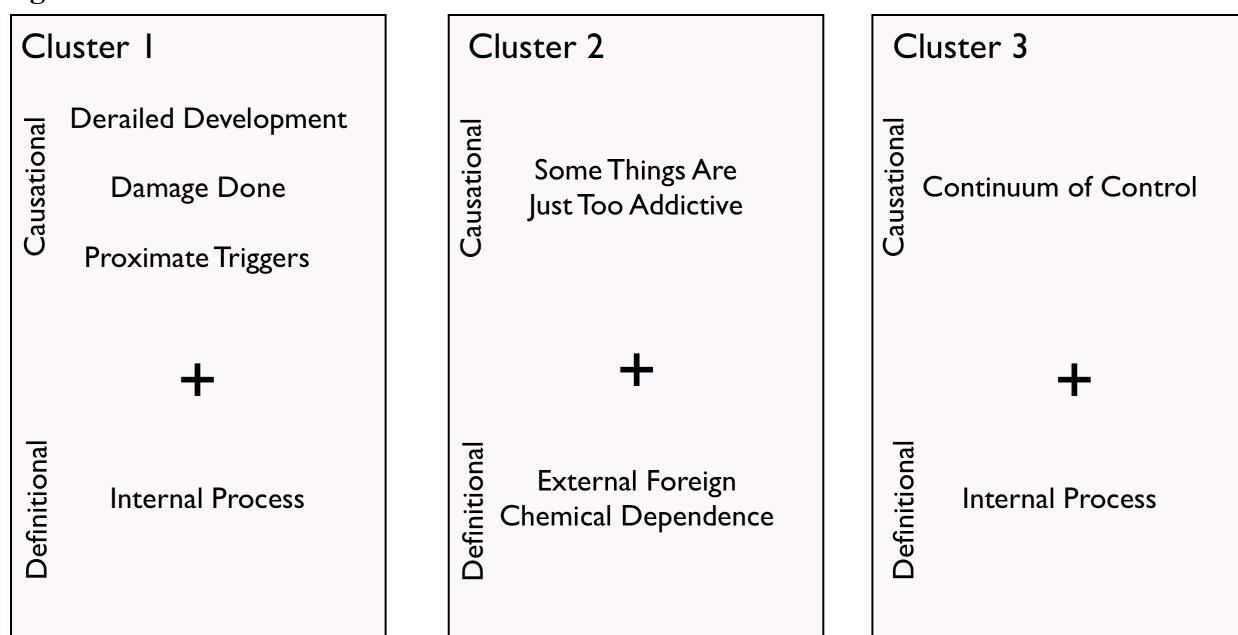 Cluster 1
Causational
Derailed Development
Damage Done
Proximate Triggers
+
Definitional
Internal Process
Cluster 2
Causational
Some Things Are
Just Too Addictive
+
Definitional
External Foreign
Chemical Dependence
Cluster 3
Causational
Continuum of Control
+
Definitional
Internal Process